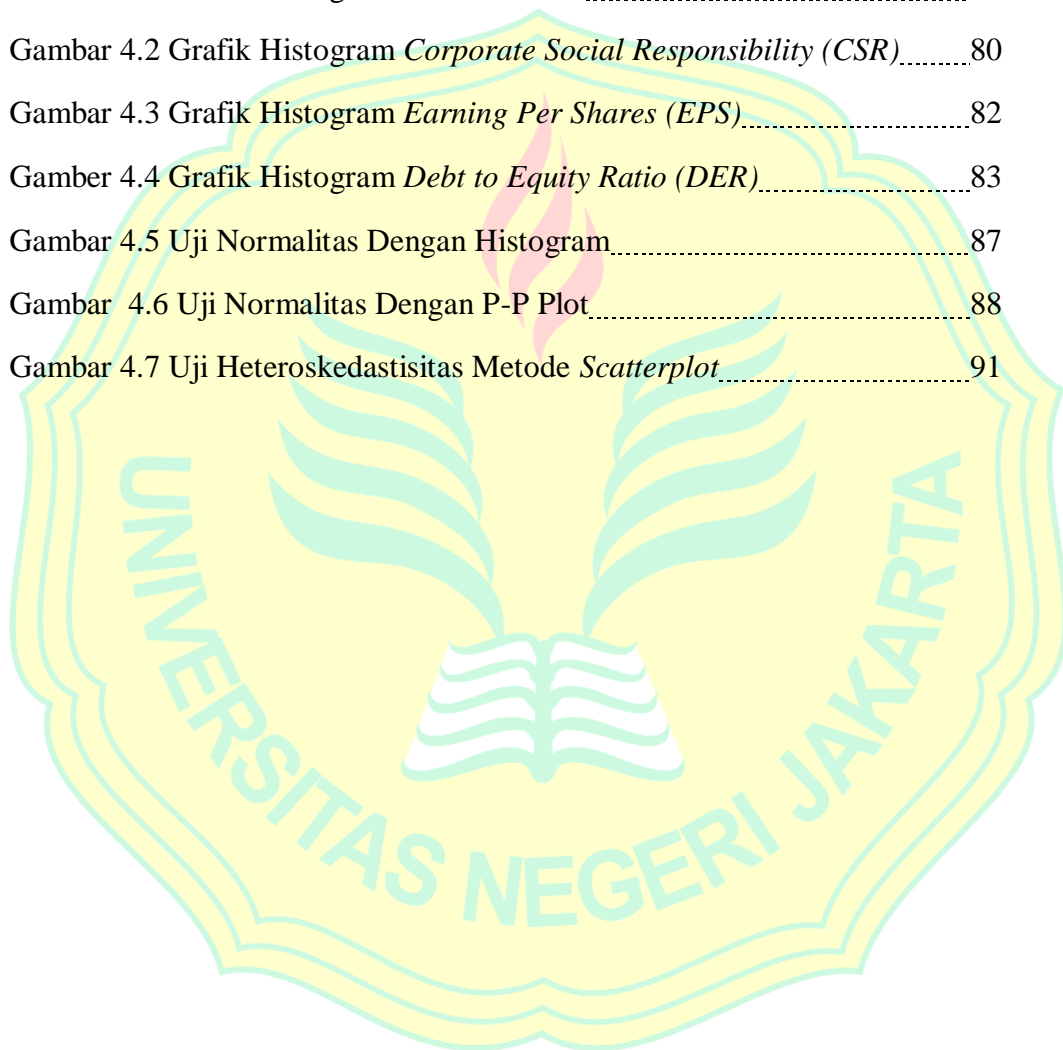 Gambar 4.2 Grafik Histogram Corporate Social Responsibility (CSR) 80
Gambar 4.3 Grafik Histogram Earning Per Shares (EPS) 82
Gamber 4.4 Grafik Histogram Debt to Equity Ratio (DER) 83
Gambar 4.5 Uji Normalitas Dengan Histogram 87
Gambar  4.6 Uji Normalitas Dengan P-P Plot 88
Gambar 4.7 Uji Heteroskedastisitas Metode Scatterplot 91
UNIVERSITAS NEGERI JAKARTA